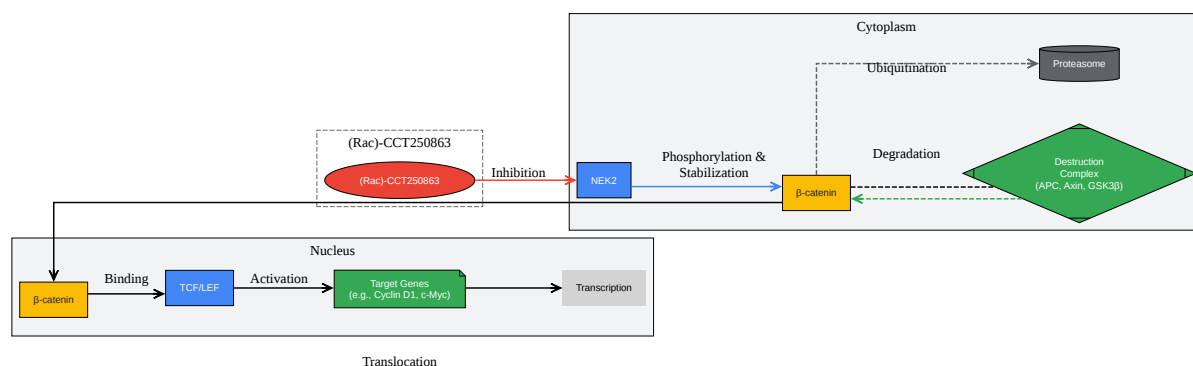 Cytoplasm
Ubiquitination
Proteasome
(Rac)-CCT250863
(Rac)-CCT250863
Inhibition
NEK2
Phosphorylation &
Stabilization
β-catenin
Degradation
Destruction
Complex
(APC, Axin, GSK3β)
Nucleus
β-catenin
Binding
TCF/LEF
Activation
Target Genes
(e.g., Cyclin D1, c-Myc)
Transcription
Translocation